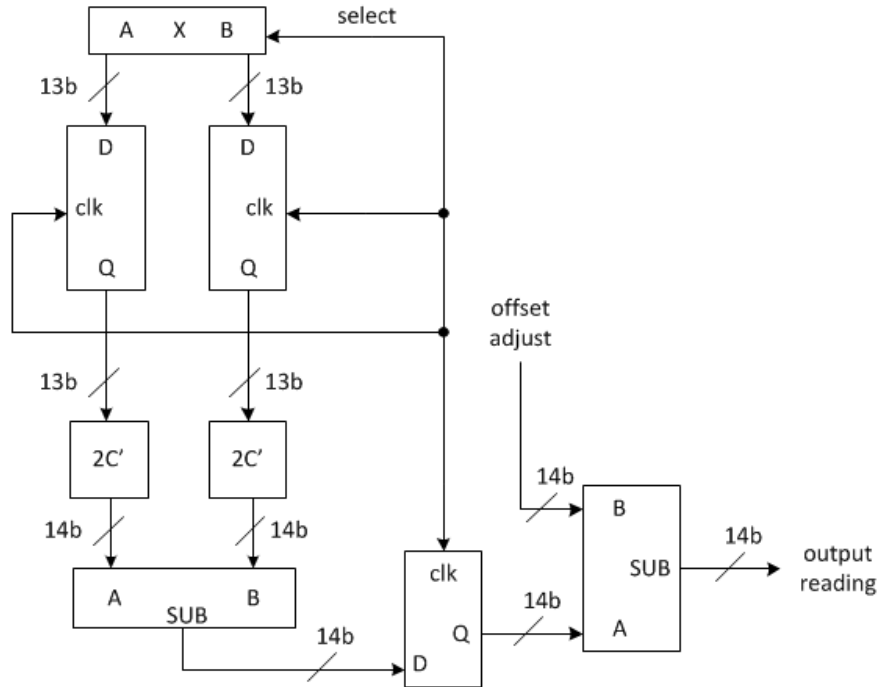 select
A X B
13b 13b
D D
clk clk
Q Q
offset
adjust
13b 13b
2C' 2C'
14b 14b
14b
B
14b
SUB
output
reading
A B
SUB
clk
14b
Q
A
14b
D